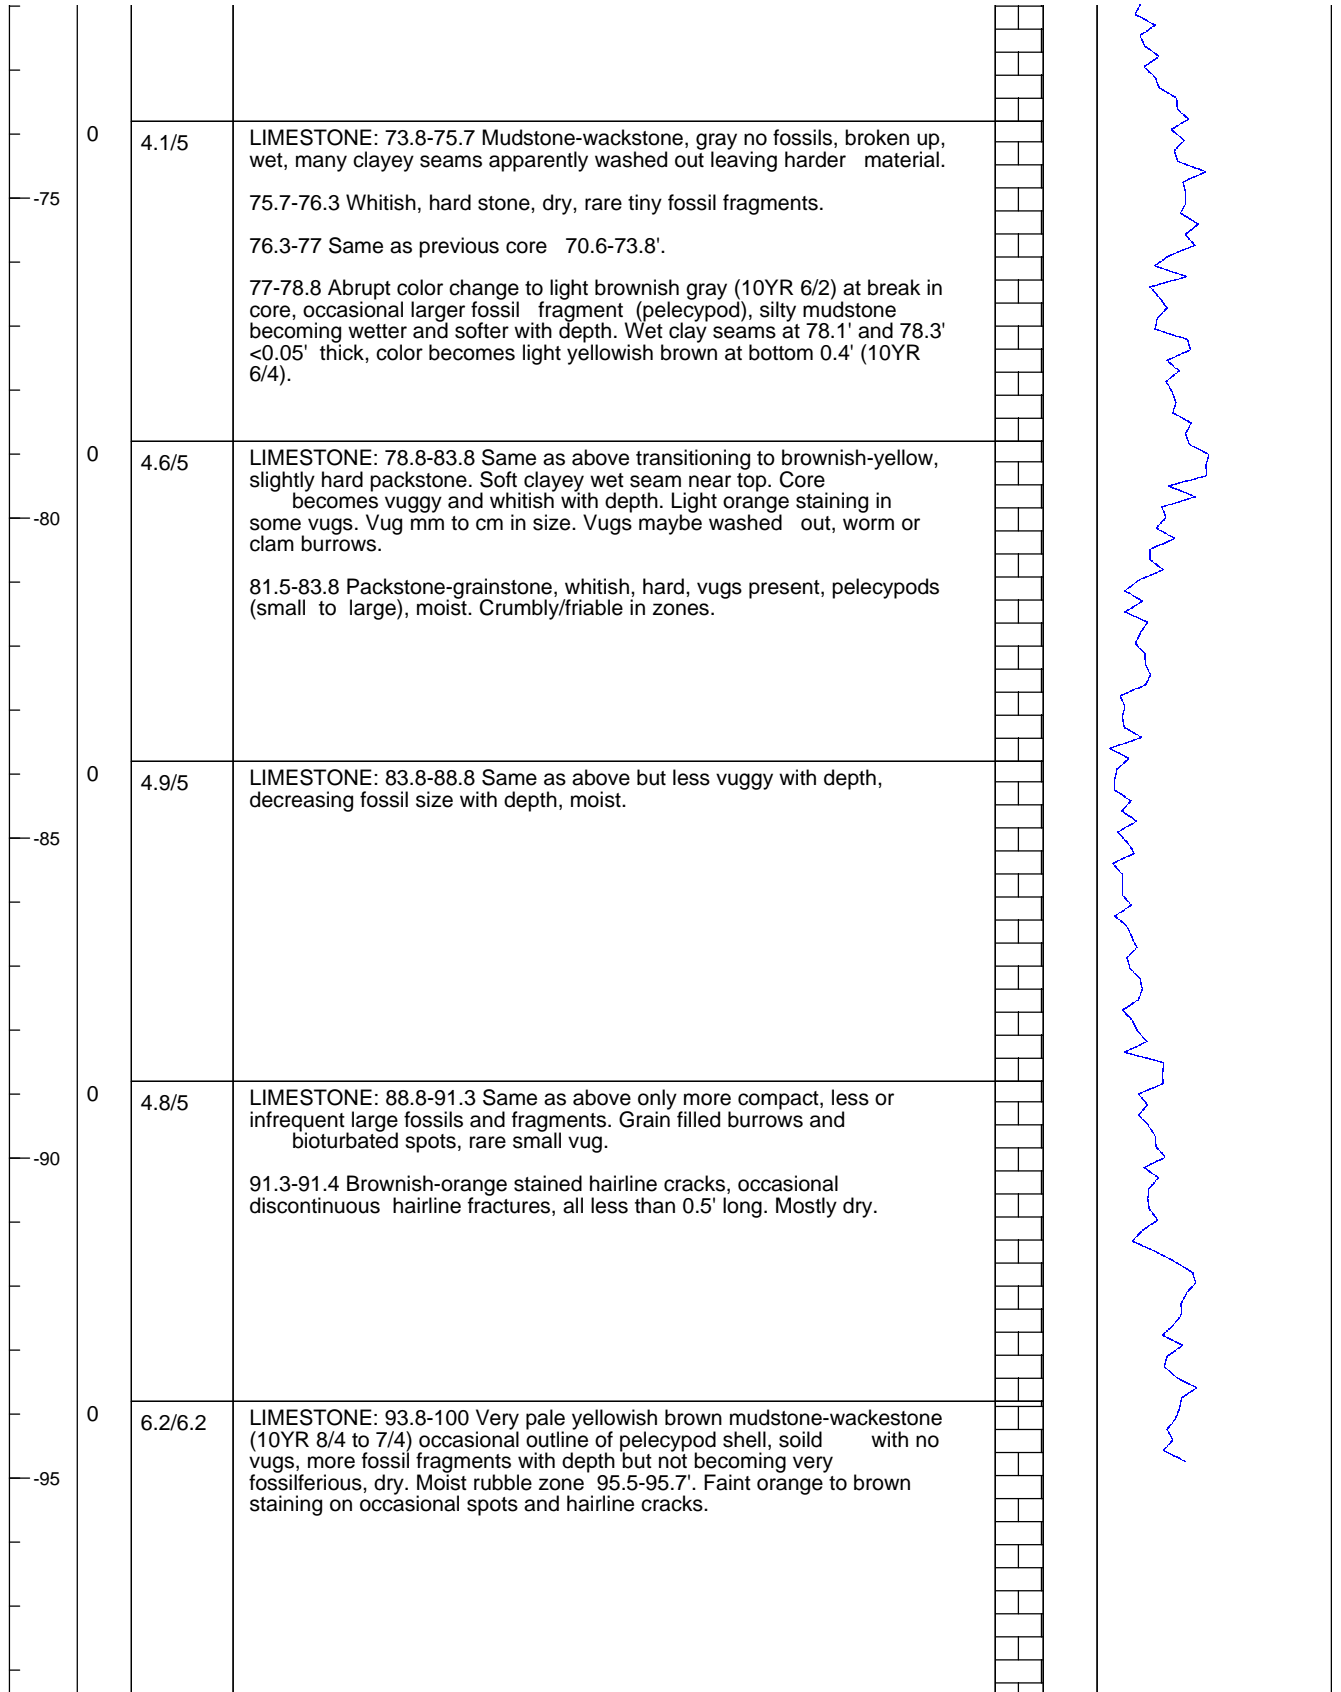 0
4.1/5
LIMESTONE: 73.8-75.7 Mudstone-wackstone, gray no fossils, broken up,
wet, many clayey seams apparently washed out leaving harder material.
-75
75.7-76.3 Whitish, hard stone, dry, rare tiny fossil fragments.
76.3-77 Same as previous core 70.6-73.8'.
77-78.8 Abrupt color change to light brownish gray (10YR 6/2) at break in
core, occasional larger fossil fragment (pelecypod), silty mudstone
becoming wetter and softer with depth. Wet clay seams at 78.1' and 78.3'
<0.05' thick, color becomes light yellowish brown at bottom 0.4' (10YR
6/4).
0
4.6/5
LIMESTONE: 78.8-83.8 Same as above transitioning to brownish-yellow,
slightly hard packstone. Soft clayey wet seam near top. Core
becomes vuggy and whitish with depth. Light orange staining in
-80
some vugs. Vug mm to cm in size. Vugs maybe washed out, worm or
clam burrows.
81.5-83.8 Packstone-grainstone, whitish, hard, vugs present, pelecypods
(small to large), moist. Crumbly/friable in zones.
0
4.9/5
LIMESTONE: 83.8-88.8 Same as above but less vuggy with depth,
decreasing fossil size with depth, moist.
-85
0
4.8/5
LIMESTONE: 88.8-91.3 Same as above only more compact, less or
infrequent large fossils and fragments. Grain filled burrows and
bioturbated spots, rare small vug.
-90
91.3-91.4 Brownish-orange stained hairline cracks, occasional
discontinuous hairline fractures, all less than 0.5' long. Mostly dry.
0
6.2/6.2
LIMESTONE: 93.8-100 Very pale yellowish brown mudstone-wackestone
(10YR 8/4 to 7/4) occasional outline of pelecypod shell, soild with no
vugs, more fossil fragments with depth but not becoming very
-95
fossilferious, dry. Moist rubble zone 95.5-95.7'. Faint orange to brown
staining on occasional spots and hairline cracks.